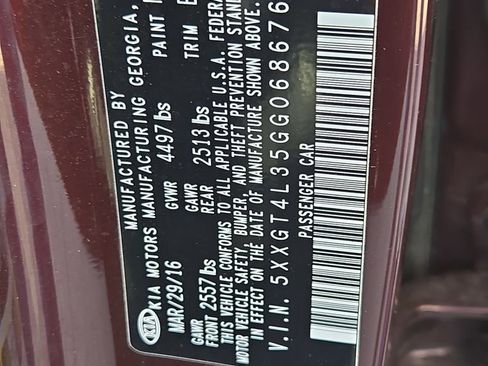 MANUFACTURED BY
KIA MOTORS MANUFACTURING GEORGIA,
KIA
MAR/29/16
GVWR
4497 lbs
PAINT
GAWR
FRONT 2557 lbs
GAWR
REAR 2513 lbs
TRIM
THIS VEHICLE CONFORMS TO ALL APPLICABLE U.S.A. FEDERAL
MOTOR VEHICLE SAFETY, BUMPER, AND THEFT PREVENTION STAN
IN EFFECT ON THE DATE OF MANUFACTURE SHOWN ABOVE.
V.I.N. 5XXGT4L35GG068676
PASSENGER CAR